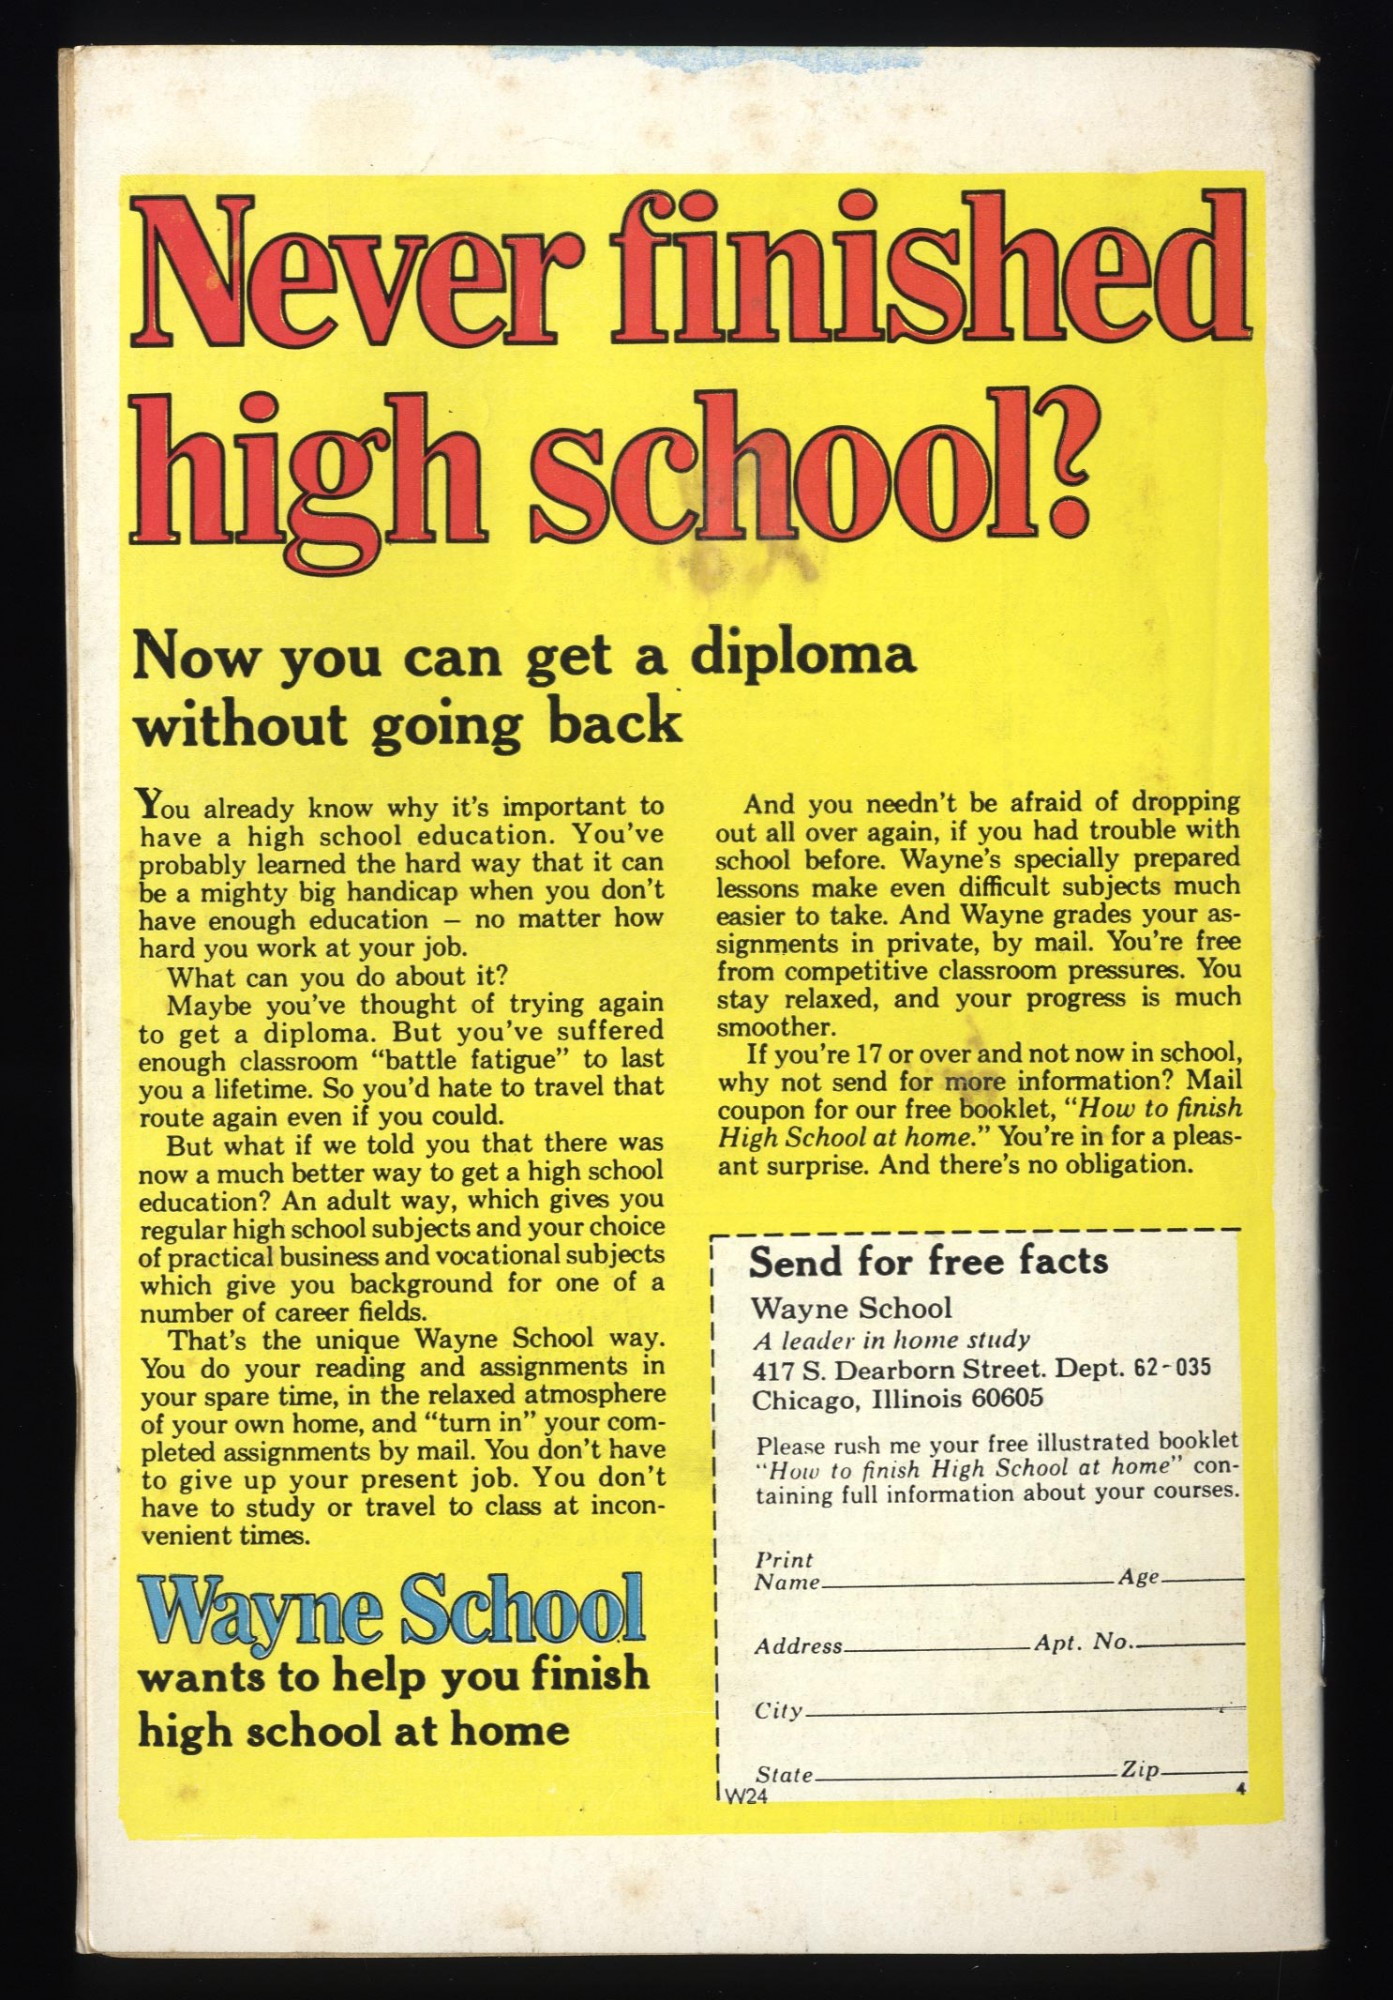 Never finished
high school?
Now you can get a diploma
without going back
You already know why it's important to
have a high school education. You've
probably learned the hard way that it can
be a mighty big handicap when you don't
have enough education – no matter how
hard you work at your job.
What can you do about it?
Maybe you've thought of trying again
to get a diploma. But you've suffered
enough classroom “battle fatigue” to last
you a lifetime. So you'd hate to travel that
route again even if you could.
But what if we told you that there was
now a much better way to get a high school
education? An adult way, which gives you
regular high school subjects and your choice
of practical business and vocational subjects
which give you background for one of a
number of career fields.
That's the unique Wayne School way.
You do your reading and assignments in
your spare time, in the relaxed atmosphere
of your own home, and “turn in” your com-
pleted assignments by mail. You don't have
to give up your present job. You don't
have to study or travel to class at incon-
venient times.
Wayne School
wants to help you finish
high school at home
And you needn't be afraid of dropping
out all over again, if you had trouble with
school before. Wayne's specially prepared
lessons make even difficult subjects much
easier to take. And Wayne grades your as-
signments in private, by mail. You're free
from competitive classroom pressures. You
stay relaxed, and your progress is much
smoother.
If you're 17 or over and not now in school,
why not send for more information? Mail
coupon for our free booklet, “How to finish
High School at home.” You're in for a pleas-
ant surprise. And there's no obligation.
Send for free facts
Wayne School
A leader in home study
417 S. Dearborn Street. Dept. 62-035
Chicago, Illinois 60605
Please rush me your free illustrated booklet
“How to finish High School at home” con-
taining full information about your courses.
Print
Name Age
Address Apt. No.
City
State Zip
W24 4